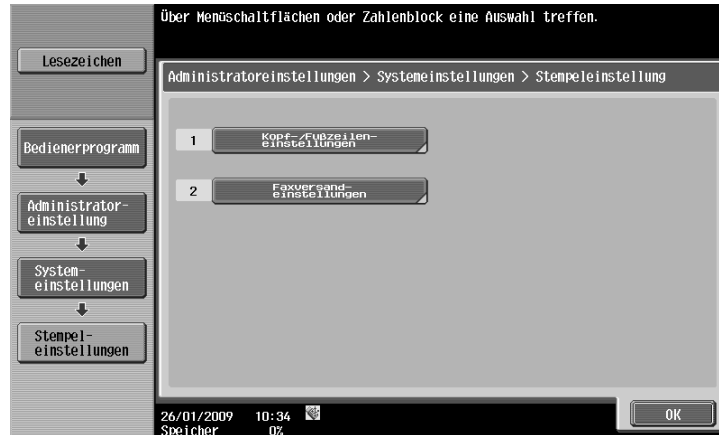 Über Menüschaltflächen oder Zahlenblock eine Auswahl treffen.
Lesezeichen
Administratoreinstellungen > Systemeinstellungen > Stempeleinstellung
Bedienerprogramm
Administrator-
einstellung
System-
einstellungen
Stempel-
einstellungen
1
Kopf-/Fußzeilen-
einstellungen
2
Faxversand-
einstellungen
26/01/2009 10:34
Speicher 0%
OK